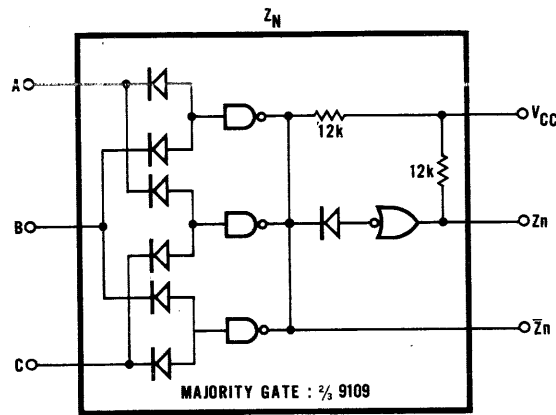 Z_N
A
B
C
12k
V_CC
12k
Zn
Z̅n
MAJORITY GATE : ⅔ 9109